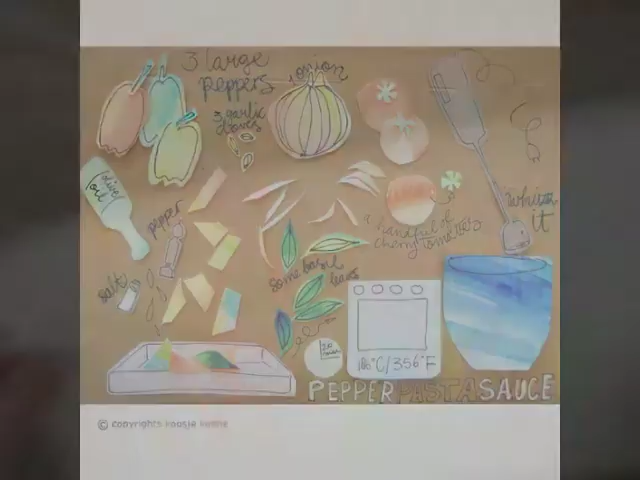 3 large
peppers
1 onion
3 garlic
cloves
olive
oil
pepper
salt
a handful of
cherry tomatoes
it
some basil
leaves
180°C/356°F
PEPPER PASTA SAUCE
© copyrights